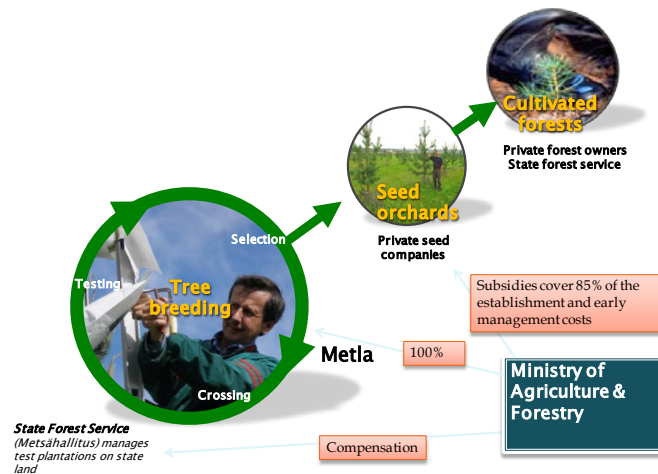 Cultivated
forests
Private forest owners
State forest service
Seed
orchards
Private seed
companies
Selection
Testing
Tree
breeding
Crossing
Metla
Subsidies cover 85% of the
establishment and early
management costs
100%
Ministry of
Agriculture &
Forestry
Compensation
State Forest Service
(Metsähallitus) manages
test plantations on state
land